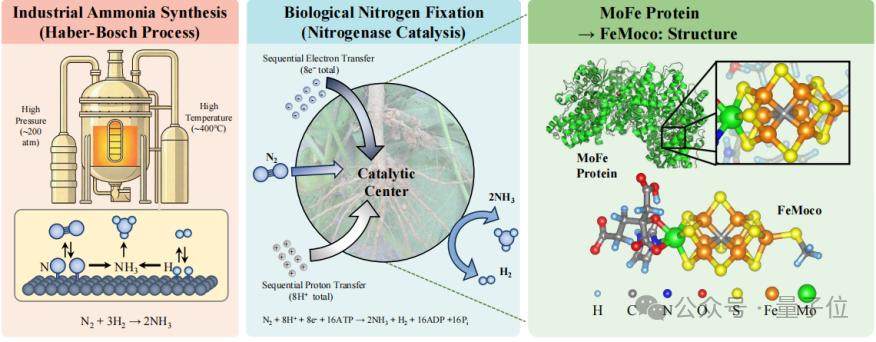 Industrial Ammonia Synthesis
(Haber-Bosch Process)
High
Pressure
(~200
atm)
High
Temperature
(~400℃)
N
NH₃
H
N₂ + 3H₂ → 2NH₃
Biological Nitrogen Fixation
(Nitrogenase Catalysis)
Sequential Electron Transfer
(8e⁻ total)
N₂
Catalytic
Center
2NH₃
H₂
Sequential Proton Transfer
(8H⁺ total)
N₂ + 8H⁺ + 8e⁻ + 16ATP → 2NH₃ + H₂ + 16ADP +16Pᵢ
MoFe Protein
→ FeMoco: Structure
MoFe
Protein
FeMoco
H C N O S Fe Mo
公众号 · 量子位